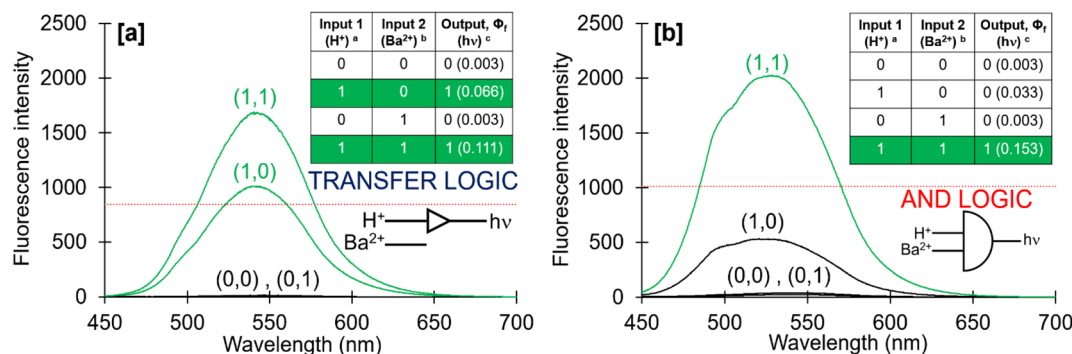 [a]
Fluorescence intensity
2500
2000
1500
1000
500
0
Input 1 (H⁺) ᵃ Input 2 (Ba²⁺) ᵇ Output, Φf (hν) ᶜ
0 0 0 (0.003)
1 0 1 (0.066)
0 1 0 (0.003)
1 1 1 (0.111)
(1,1)
(1,0)
TRANSFER LOGIC
H⁺ hν
Ba²⁺
(0,0) , (0,1)
450 500 550 600 650 700
Wavelength (nm)
[b]
Fluorescence intensity
2500
2000
1500
1000
500
0
Input 1 (H⁺) ᵃ Input 2 (Ba²⁺) ᵇ Output, Φf (hν) ᶜ
0 0 0 (0.003)
1 0 0 (0.033)
0 1 0 (0.003)
1 1 1 (0.153)
(1,1)
AND LOGIC
H⁺
Ba²⁺ hν
(1,0)
(0,0) , (0,1)
450 500 550 600 650 700
Wavelength (nm)